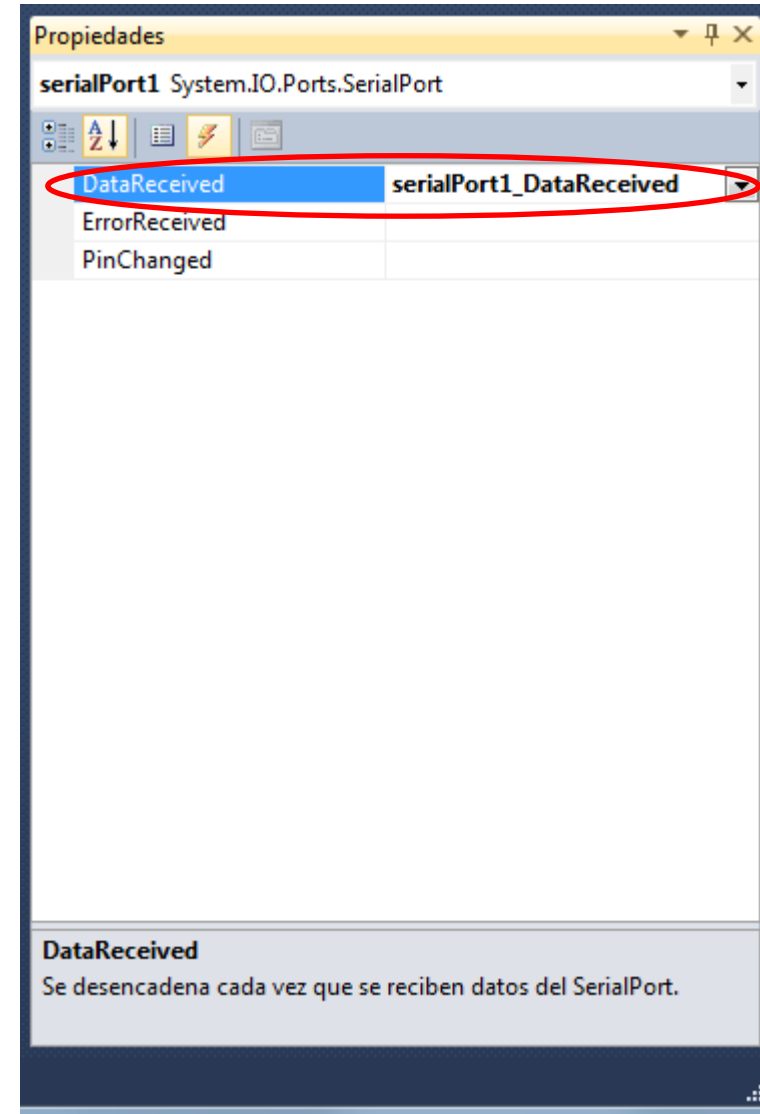 Propiedades
serialPort1 System.IO.Ports.SerialPort
DataReceived serialPort1_DataReceived
ErrorReceived
PinChanged
DataReceived
Se desencadena cada vez que se reciben datos del SerialPort.